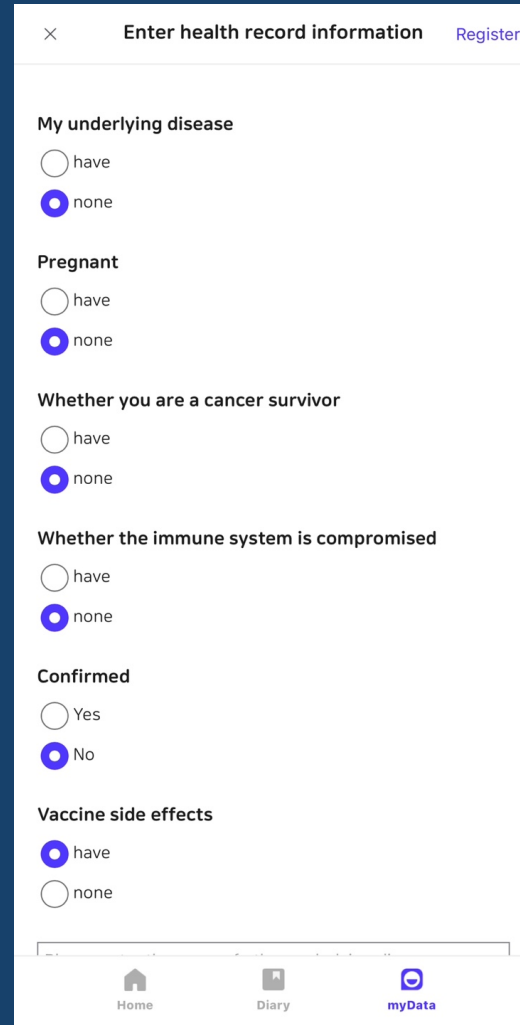 Enter health record information
Register
My underlying disease
have
none
Pregnant
have
none
Whether you are a cancer survivor
have
none
Whether the immune system is compromised
have
none
Confirmed
Yes
No
Vaccine side effects
have
none
Home
Diary
myData